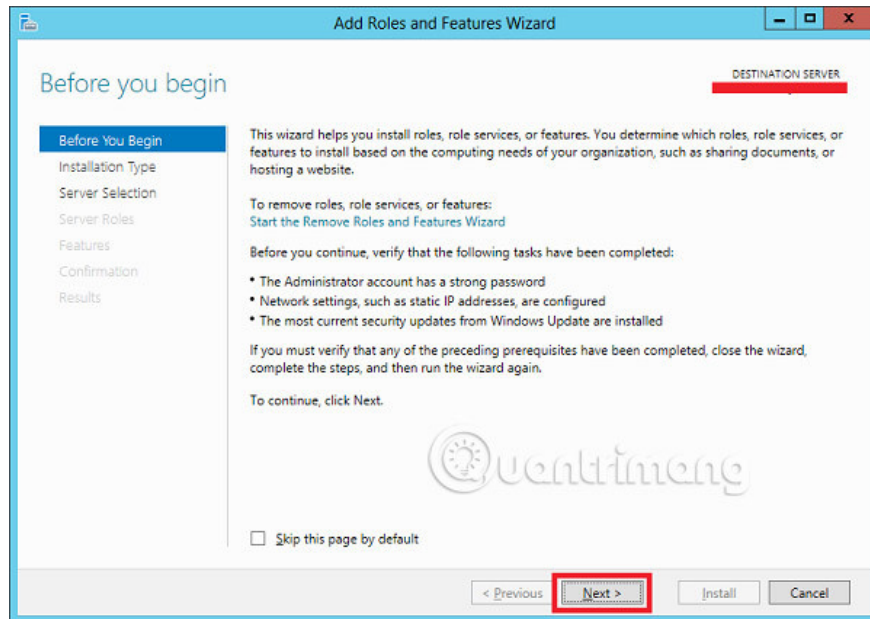 Add Roles and Features Wizard
Before you begin
DESTINATION SERVER
Before You Begin
Installation Type
Server Selection
Server Roles
Features
Confirmation
Results
This wizard helps you install roles, role services, or features. You determine which roles, role services, or
features to install based on the computing needs of your organization, such as sharing documents, or
hosting a website.
To remove roles, role services, or features:
Start the Remove Roles and Features Wizard
Before you continue, verify that the following tasks have been completed:
• The Administrator account has a strong password
• Network settings, such as static IP addresses, are configured
• The most current security updates from Windows Update are installed
If you must verify that any of the preceding prerequisites have been completed, close the wizard,
complete the steps, and then run the wizard again.
To continue, click Next.
Quantrimang
Skip this page by default
< Previous
Next >
Install
Cancel